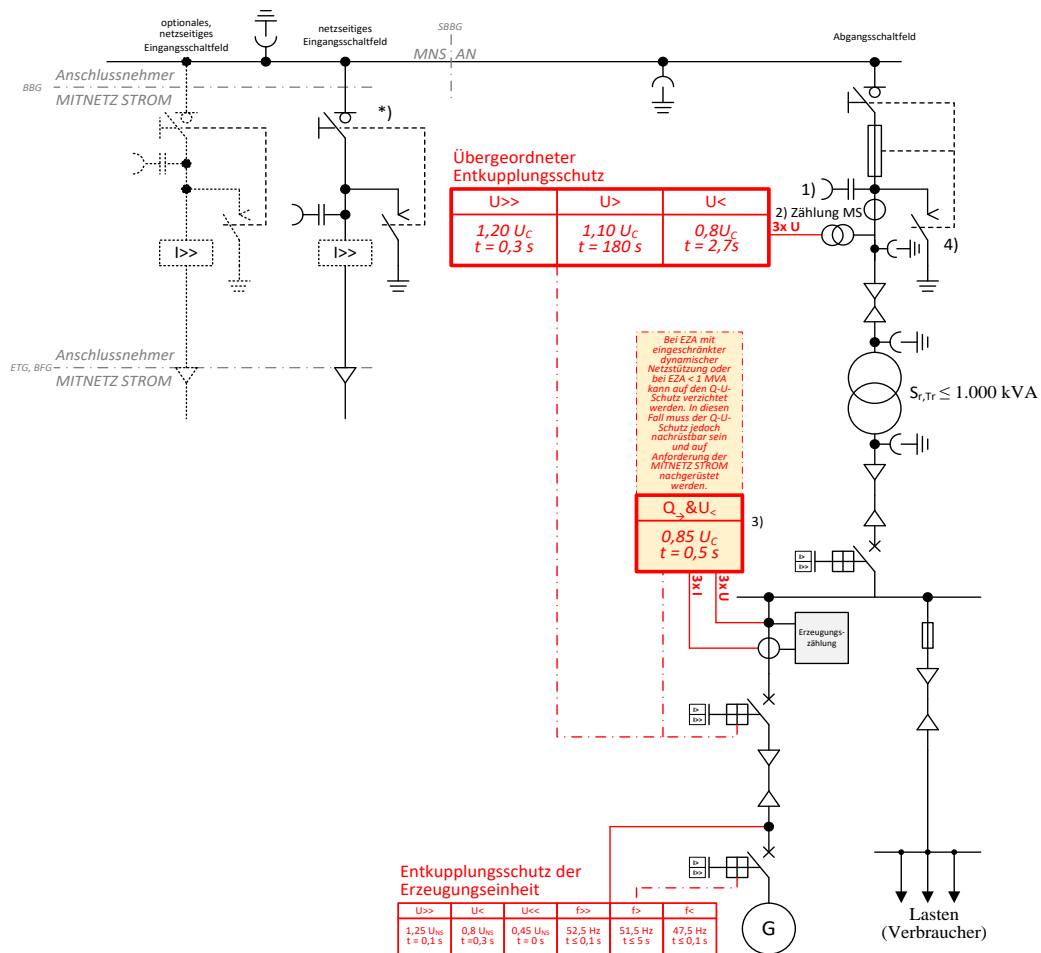 optionales,
netzseitiges
Eingangsschaltfeld
netzseitiges
Eingangsschaltfeld
SBBG
MNS AN
Abgangsschaltfeld
Anschlussnehmer
BBG
MITNETZ STROM
*)
Übergeordneter
Entkupplungsschutz
U>> U> U<
1,20 UC 1,10 UC 0,8UC
t = 0,3 s t = 180 s t = 2,7s
1)
2) Zählung MS
3x U
4)
I>> I>>
Anschlussnehmer
ETG, BFG
MITNETZ STROM
Bei EZA mit
eingeschränkter
dynamischer
Netzstützung oder
bei EZA < 1 MVA
kann auf den Q-U-
Schutz verzichtet
werden. In diesen
Fall muss der Q-U-
Schutz jedoch
nachrüstbar sein
und auf
Anforderung der
MITNETZ STROM
nachgerüstet
werden.
Sr,Tr ≤ 1.000 kVA
Q→&U<
3)
0,85 UC
t = 0,5 s
3x I
3x U
I>
I>>
Erzeugungs-
zählung
I>
I>>
I>
I>>
Entkupplungsschutz der
Erzeugungseinheit
U>> U< U<< f>> f> f<
1,25 UNS 0,8 UNS 0,45 UNS 52,5 Hz 51,5 Hz 47,5 Hz
t = 0,1 s t =0,3 s t = 0 s t ≤ 0,1 s t ≤ 5 s t ≤ 0,1 s
G
Lasten
(Verbraucher)